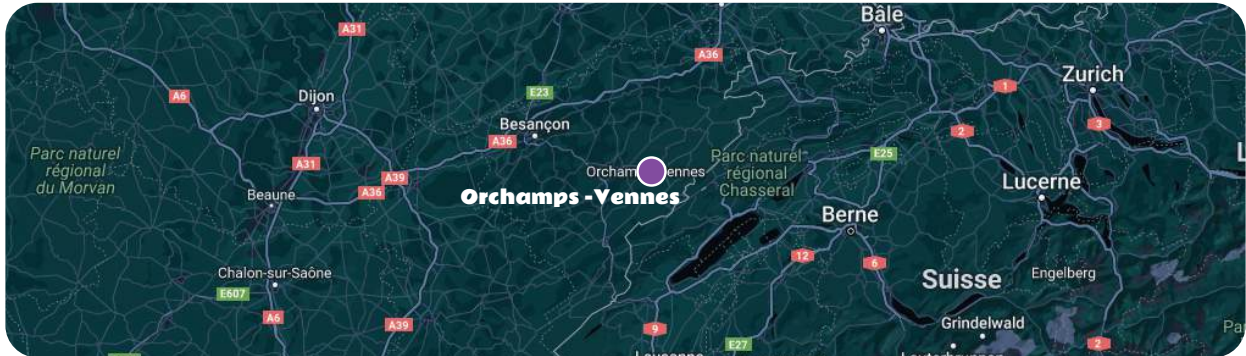 Bâle
A31
A36
Zurich
A6
Dijon
E23
1
Besançon
3
2
A36
Parc naturel
régional
du Morvan
A31
E25
Parc naturel
régional
Chasseral
Orcham
ennes
A39
A36
Lucerne
Beaune
Orchamps -Vennes
Berne
12
6
Chalon-sur-Saône
Suisse
Engelberg
E607
A6
A39
Grindelwald
9
E27
2